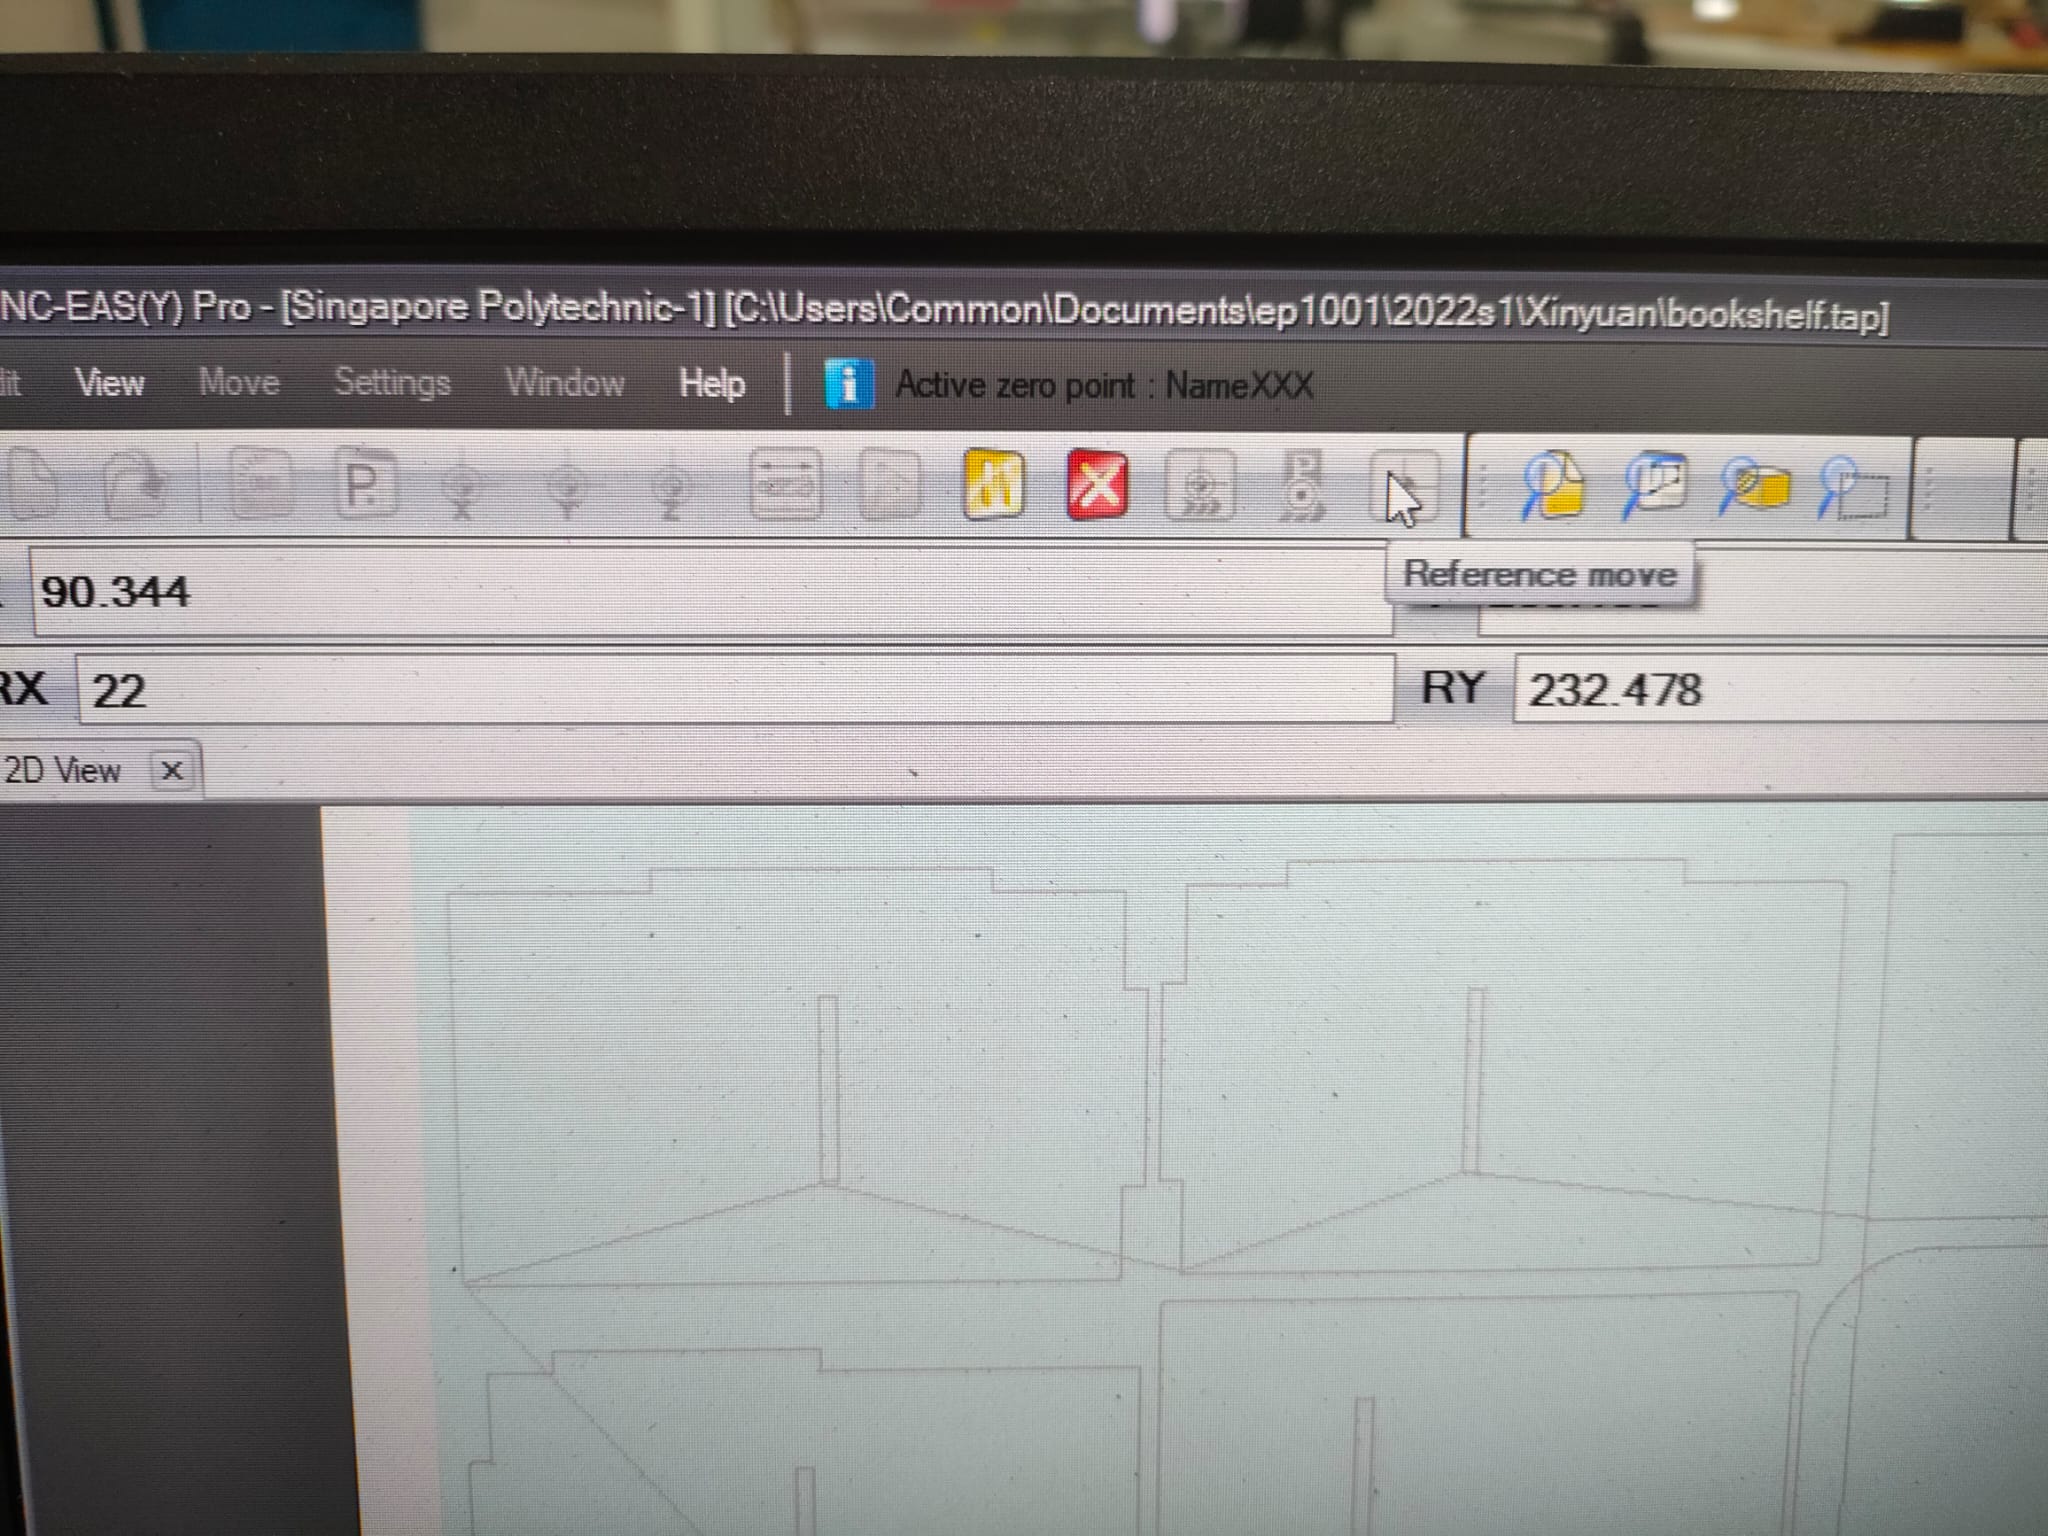 NC-EAS(Y) Pro - [Singapore Polytechnic-1] [C:\Users\Common\Documents\ep1001\2022s1\Xinyuan\bookshelf.tap]
View Move Settings Window Help Active zero point : NameXXX
P.
X Y Z
Reference move
90.344
RX 22 RY 232.478
2D View x